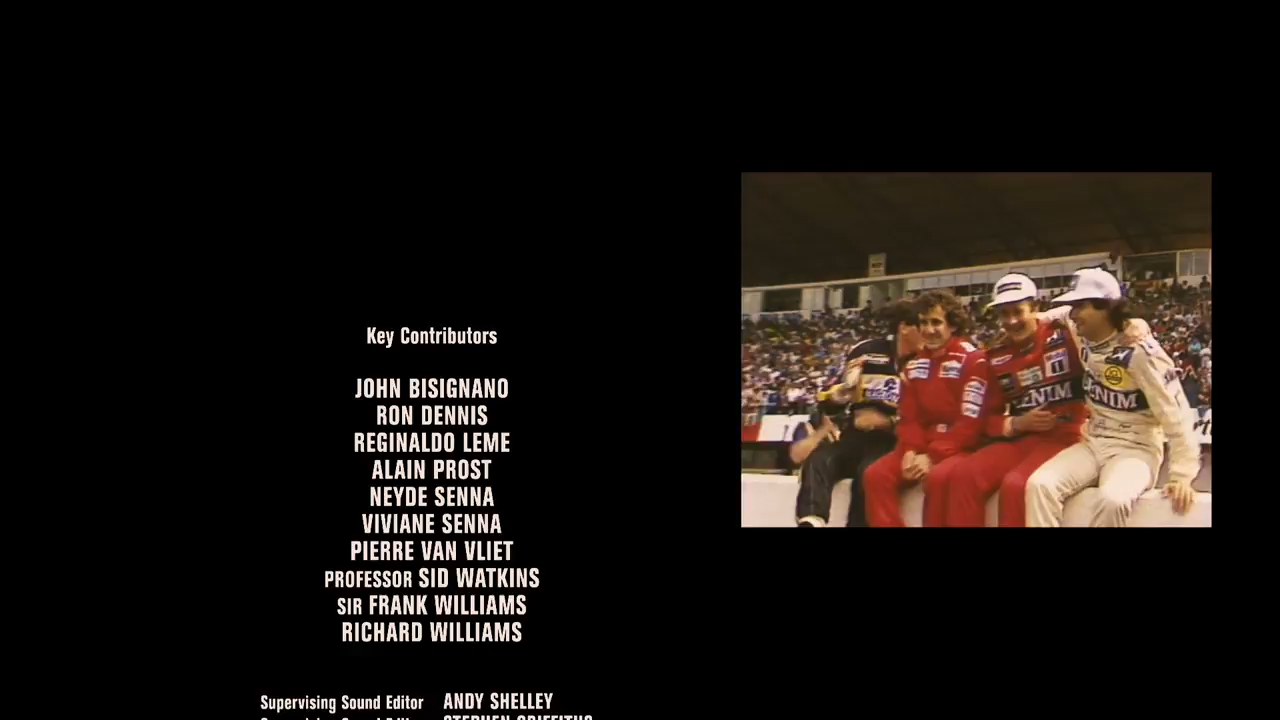 Key Contributors
JOHN BISIGNANO
RON DENNIS
REGINALDO LEME
ALAIN PROST
NEYDE SENNA
VIVIANE SENNA
PIERRE VAN VLIET
PROFESSOR SID WATKINS
SIR FRANK WILLIAMS
RICHARD WILLIAMS
Supervising Sound Editor ANDY SHELLEY
DENIM